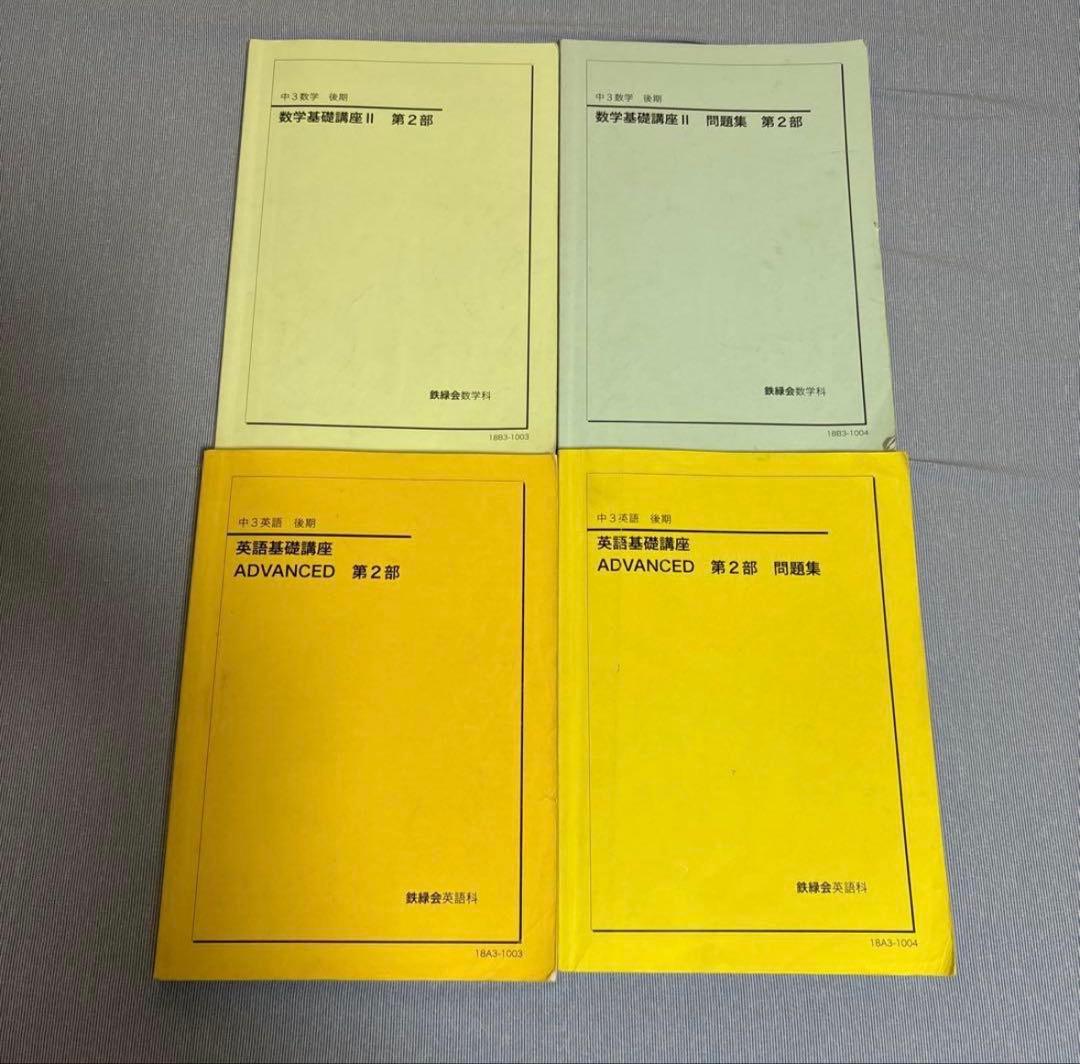 中3数学 後期
数学基礎講座II 第2部
鉄緑会数学科
18B3-1003
中3数学 後期
数学基礎講座II 問題集 第2部
鉄緑会数学科
18B3-1004
中3英語 後期
英語基礎講座
ADVANCED 第2部
鉄緑会英語科
18A3-1003
中3英語 後期
英語基礎講座
ADVANCED 第2部 問題集
鉄緑会英語科
18A3-1004